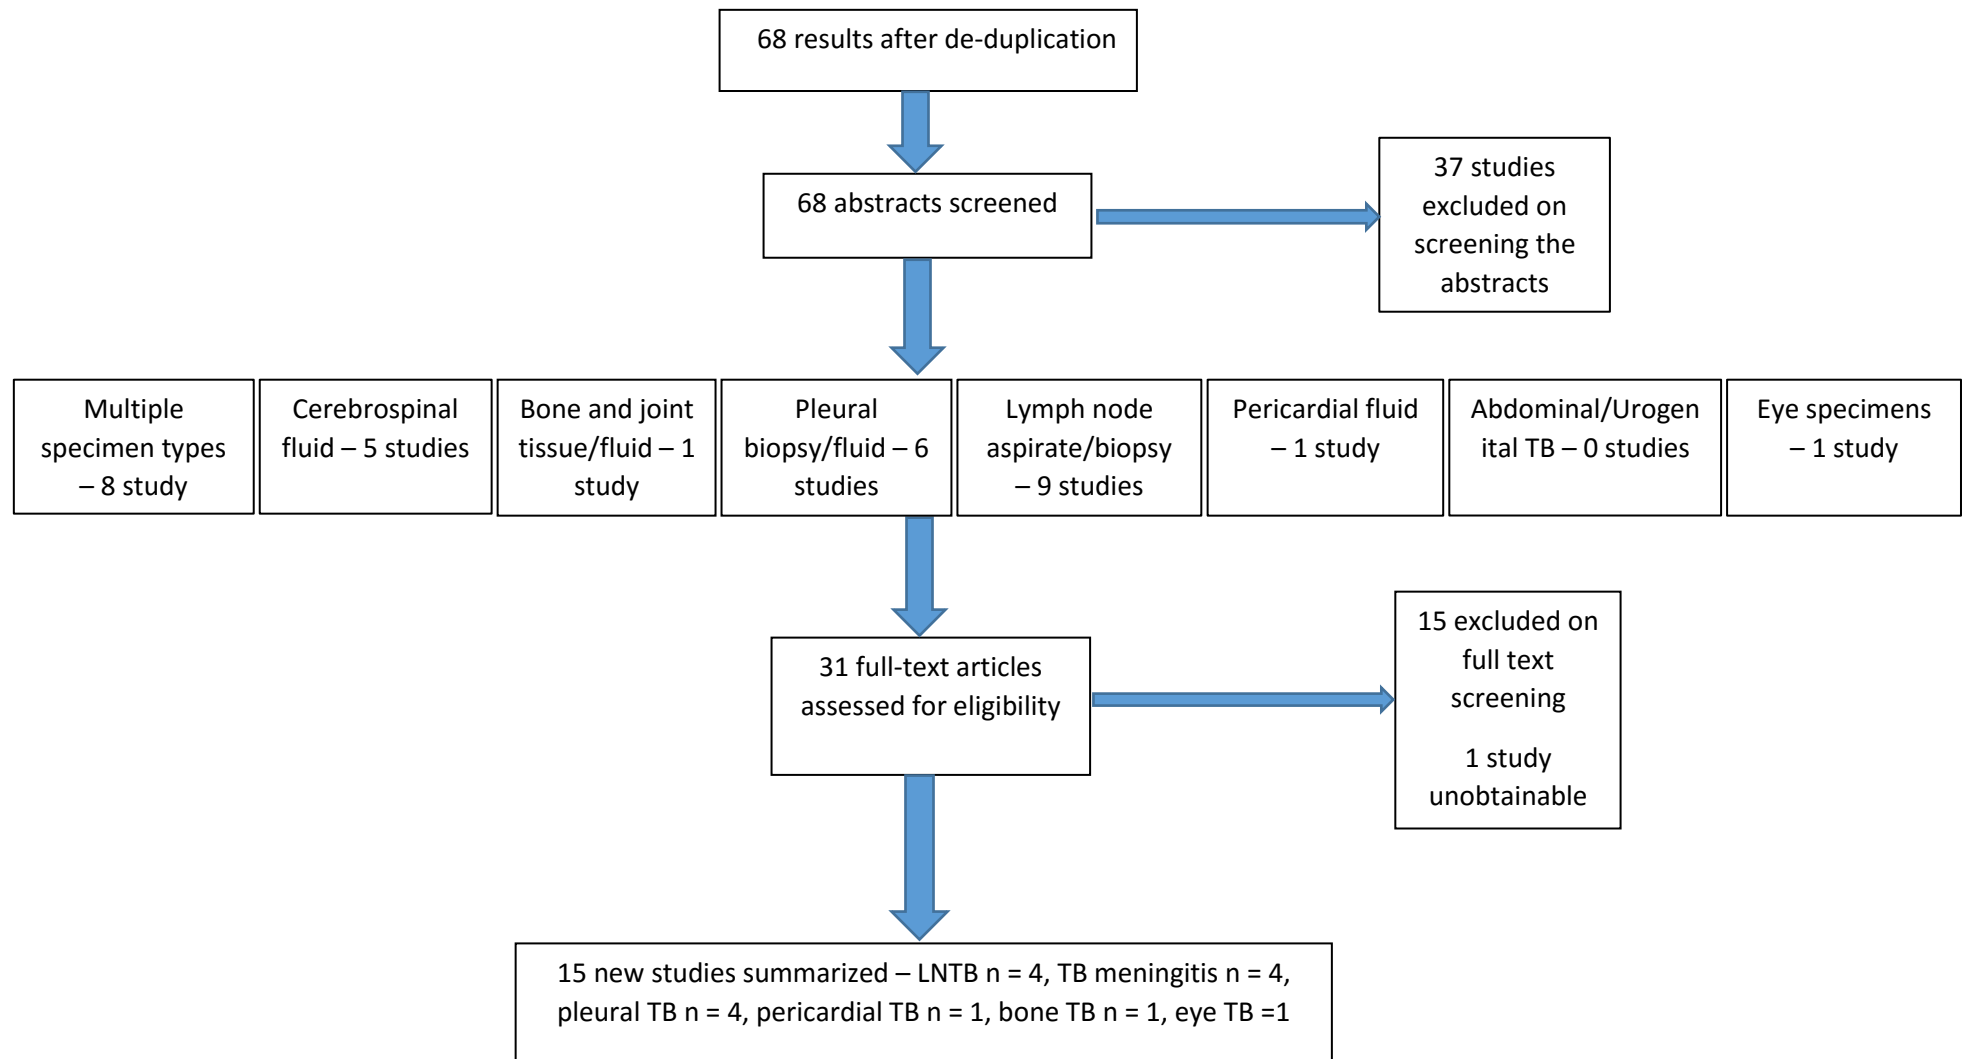 68 results after de-duplication
68 abstracts screened
37 studies
excluded on
screening the
abstracts
Multiple
specimen types
– 8 study
Cerebrospinal
fluid – 5 studies
Bone and joint
tissue/fluid – 1
study
Pleural
biopsy/fluid – 6
studies
Lymph node
aspirate/biopsy
– 9 studies
Pericardial fluid
– 1 study
Abdominal/Urogen
ital TB – 0 studies
Eye specimens
– 1 study
31 full-text articles
assessed for eligibility
15 excluded on
full text
screening
1 study
unobtainable
15 new studies summarized – LNTB n = 4, TB meningitis n = 4,
pleural TB n = 4, pericardial TB n = 1, bone TB n = 1, eye TB =1